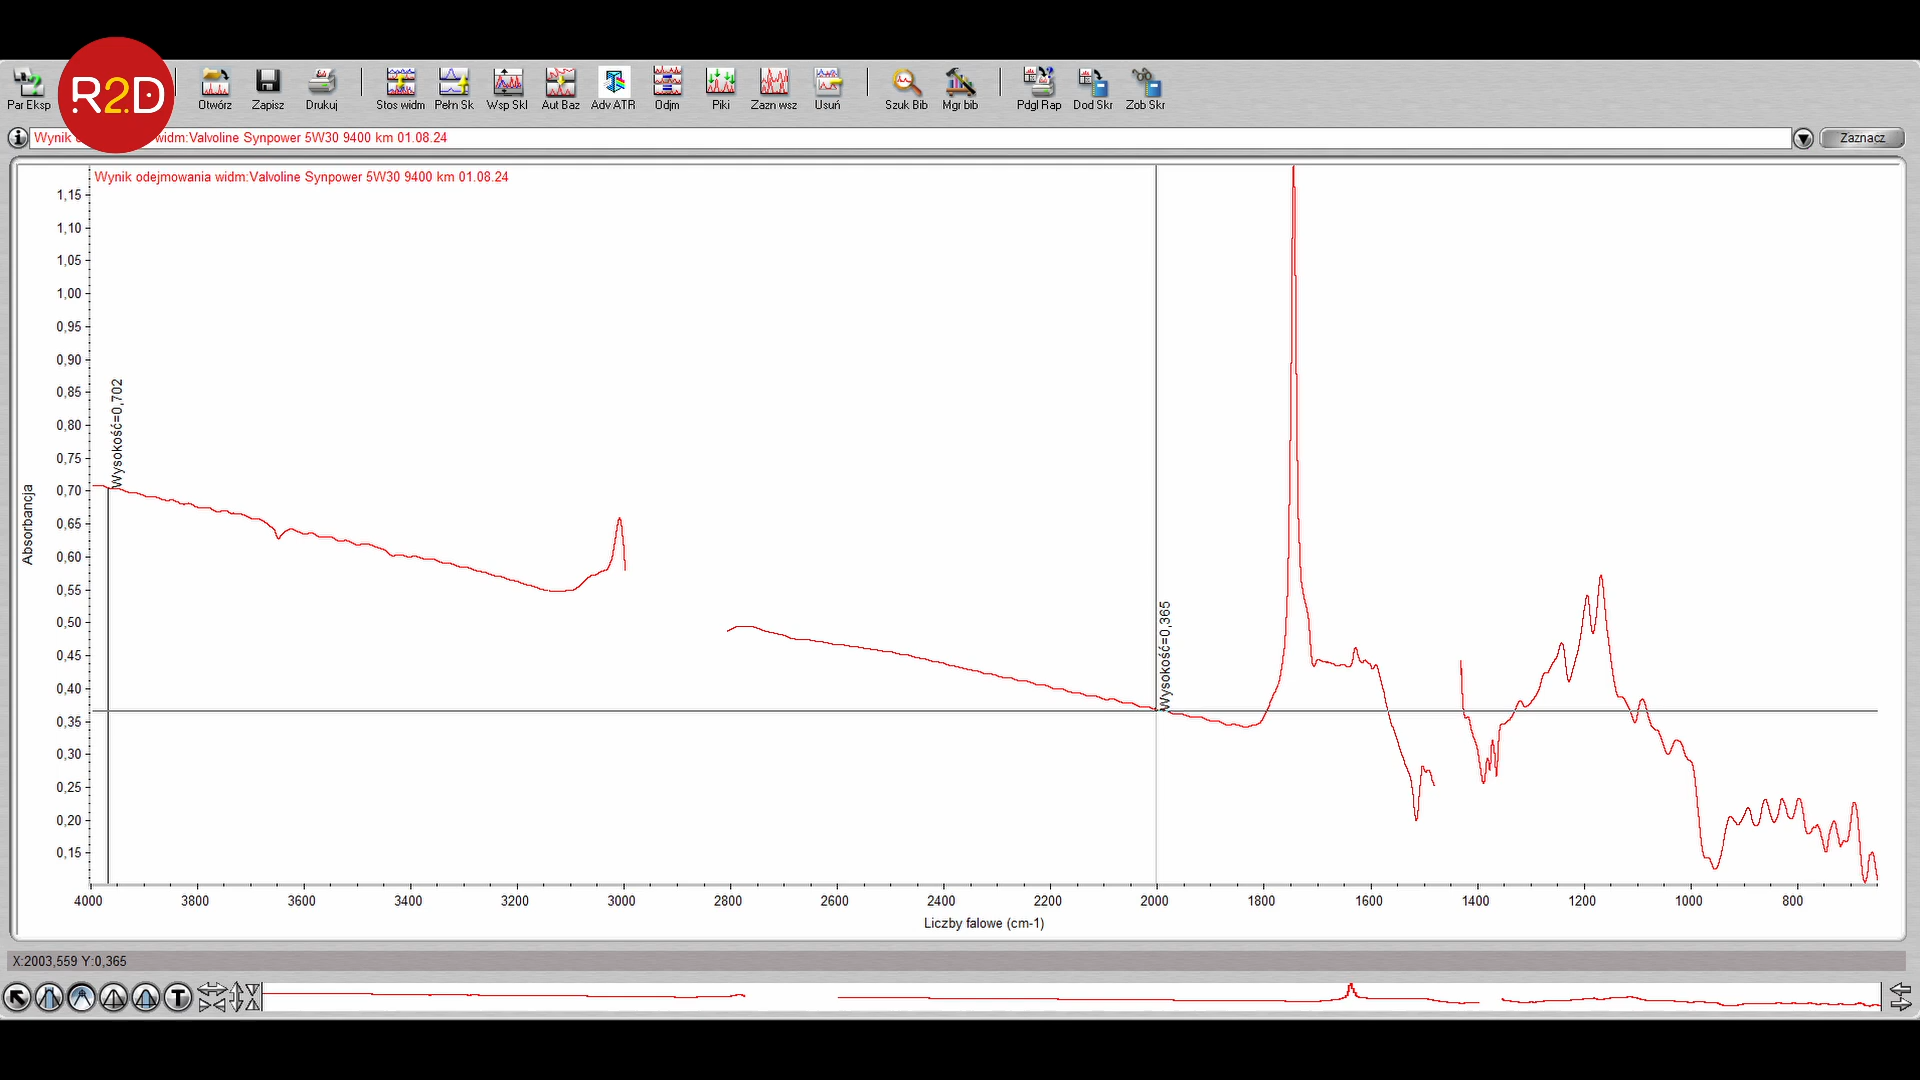 R2D
Par Eksp
Otwórz
Zapisz
Drukuj
Stos widm
Pełn Sk
Wsp Skl
Aut Baz
Adv ATR
Odjm
Piki
Zazn wsz
Usuń
Szuk Bib
Mgr bib
Pdgl Rap
Dod Skr
Zob Skr
Wynik o widm:Valvoline Synpower 5W30 9400 km 01.08.24
Zaznacz
Wynik odejmowania widm:Valvoline Synpower 5W30 9400 km 01.08.24
1,15
1,10
1,05
1,00
0,95
0,90
0,85
0,80
0,75
0,70
0,65
0,60
0,55
0,50
0,45
0,40
0,35
0,30
0,25
0,20
0,15
Absorbancja
Wysokość=0,702
Wysokość=0,365
4000 3800 3600 3400 3200 3000 2800 2600 2400 2200 2000 1800 1600 1400 1200 1000 800
Liczby falowe (cm-1)
X:2003,559 Y:0,365
T